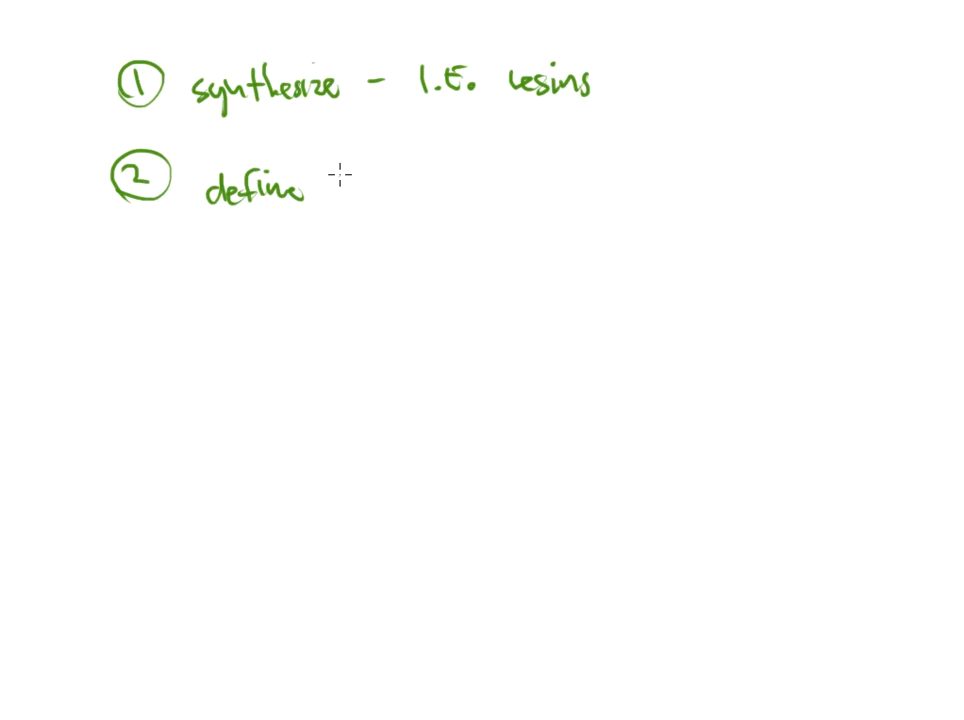 ① synthesize - I.E. resins
② define